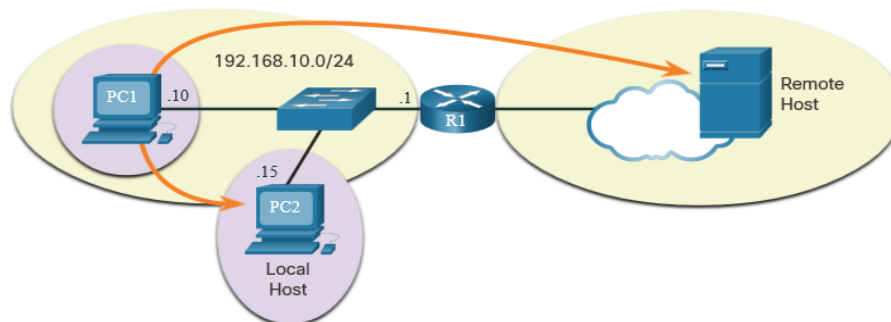 192.168.10.0/24
PC1
.10
.1
R1
Remote
Host
.15
PC2
Local
Host